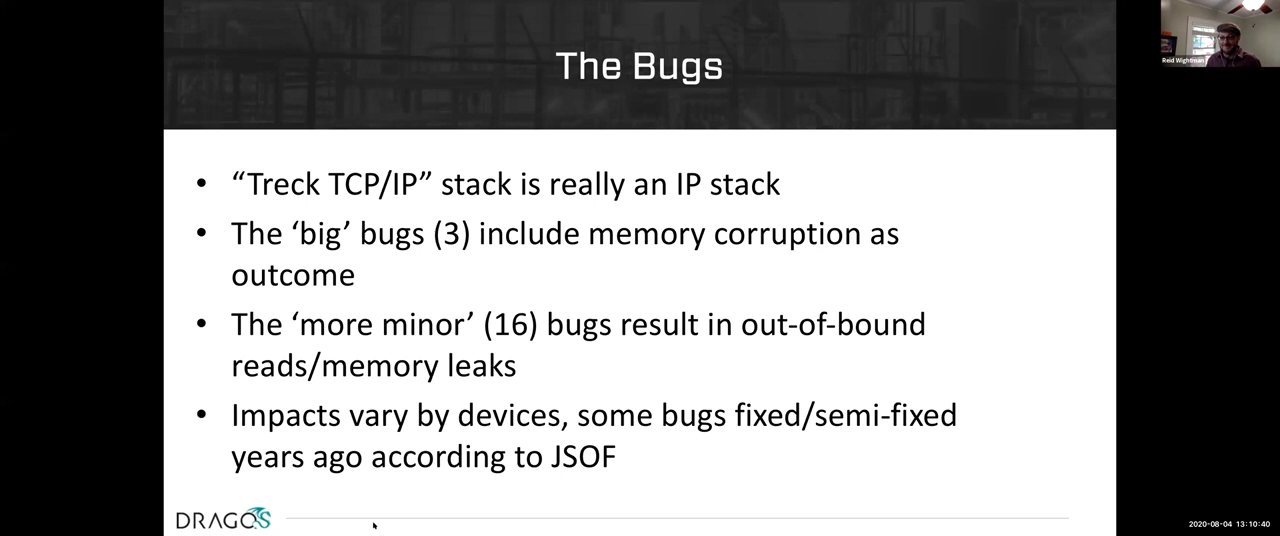 The Bugs
Reid Wightman
• “Treck TCP/IP” stack is really an IP stack
• The ‘big’ bugs (3) include memory corruption as
outcome
• The ‘more minor’ (16) bugs result in out-of-bound
reads/memory leaks
• Impacts vary by devices, some bugs fixed/semi-fixed
years ago according to JSOF
DRAGOS
2020-08-04 13:10:40